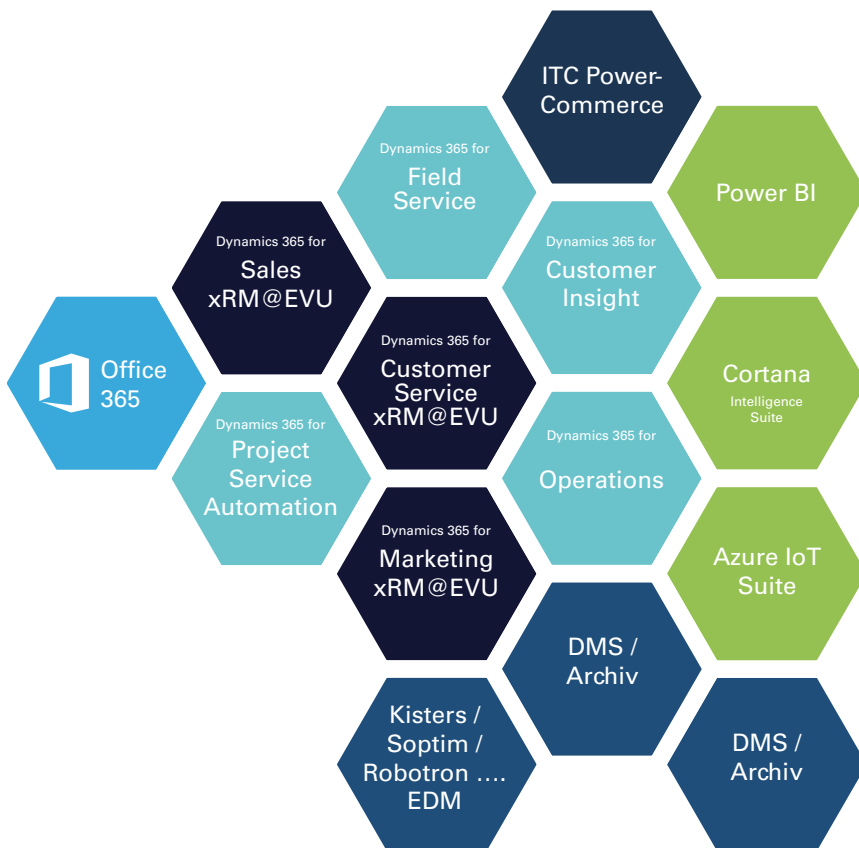 ITC Power-
Commerce
Dynamics 365 for
Field
Service
Power BI
Dynamics 365 for
Sales
xRM@EVU
Dynamics 365 for
Customer
Insight
Office
365
Dynamics 365 for
Customer
Service
xRM@EVU
Cortana
Intelligence
Suite
Dynamics 365 for
Project
Service
Automation
Dynamics 365 for
Operations
Dynamics 365 for
Marketing
xRM@EVU
Azure IoT
Suite
DMS /
Archiv
Kisters /
Soptim /
Robotron ....
EDM
DMS /
Archiv